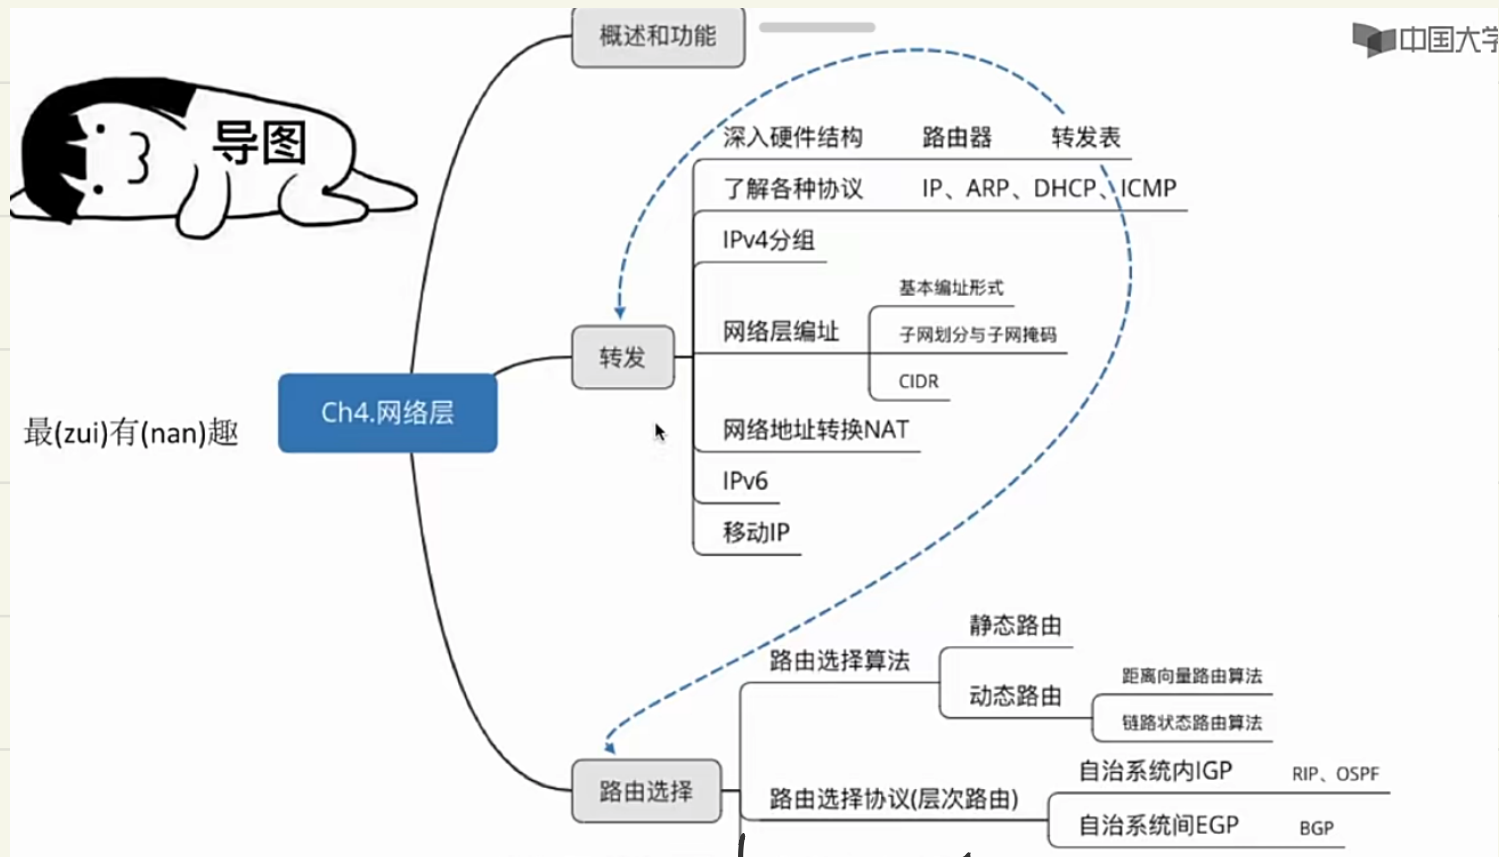 概述和功能
中国大学
导图
深入硬件结构 路由器 转发表
了解各种协议 IP、ARP、DHCP、ICMP
IPv4分组
基本编址形式
网络层编址
子网划分与子网掩码
CIDR
转发
Ch4.网络层
最(zui)有(nan)趣
网络地址转换NAT
IPv6
移动IP
静态路由
路由选择算法
动态路由
距离向量路由算法
链路状态路由算法
路由选择
自治系统内IGP RIP、OSPF
路由选择协议(层次路由)
自治系统间EGP BGP